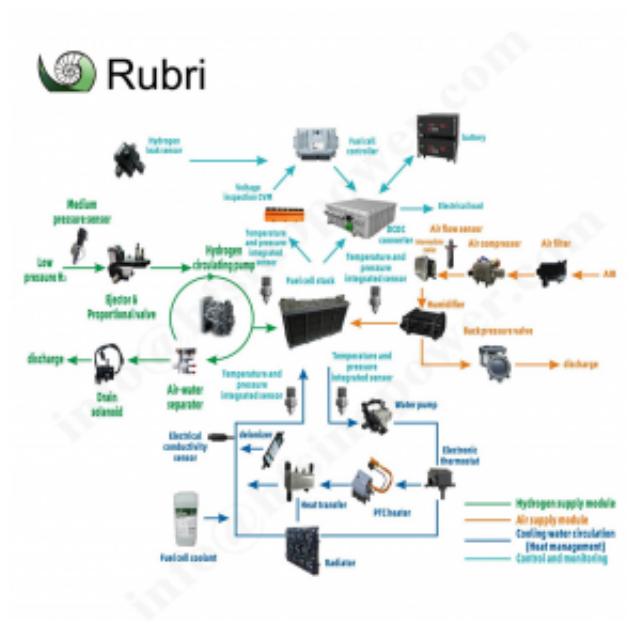 Rubri
Hydrogen
leak sensor
Fuel cell
controller
battery
Voltage
inspection CVM
Medium
pressure sensor
Electrical load
DCDC
converter
Air flow sensor
Temperature
and pressure
integrated
sensor
Hydrogen
circulating pump
Temperature and
pressure
integrated sensor
Intercooler
Air compressor
Air filter
AIR
Low
pressure H₂
Fuel cell stack
Ejector &
Proportional valve
Humidifier
Back pressure valve
discharge
discharge
Drain
solenoid
Air-water
separator
Temperature and
pressure
integrated sensor
Temperature and
pressure
integrated sensor
Water pump
Electrical
conductivity
sensor
deionizer
Electronic
thermostat
Heat transfer
PTC heater
Fuel cell coolant
Radiator
Hydrogen supply module
Air supply module
Cooling water circulation
(Heat management)
Control and monitoring